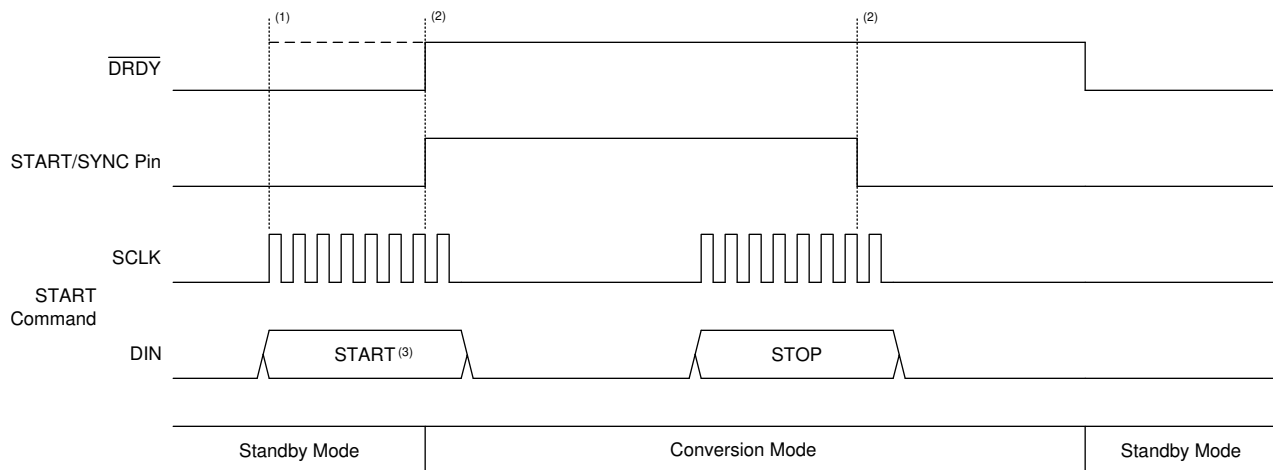 (1)
(2)
(2)
DRDY
START/SYNC Pin
SCLK
START
Command
DIN
START(3)
STOP
Standby Mode
Conversion Mode
Standby Mode